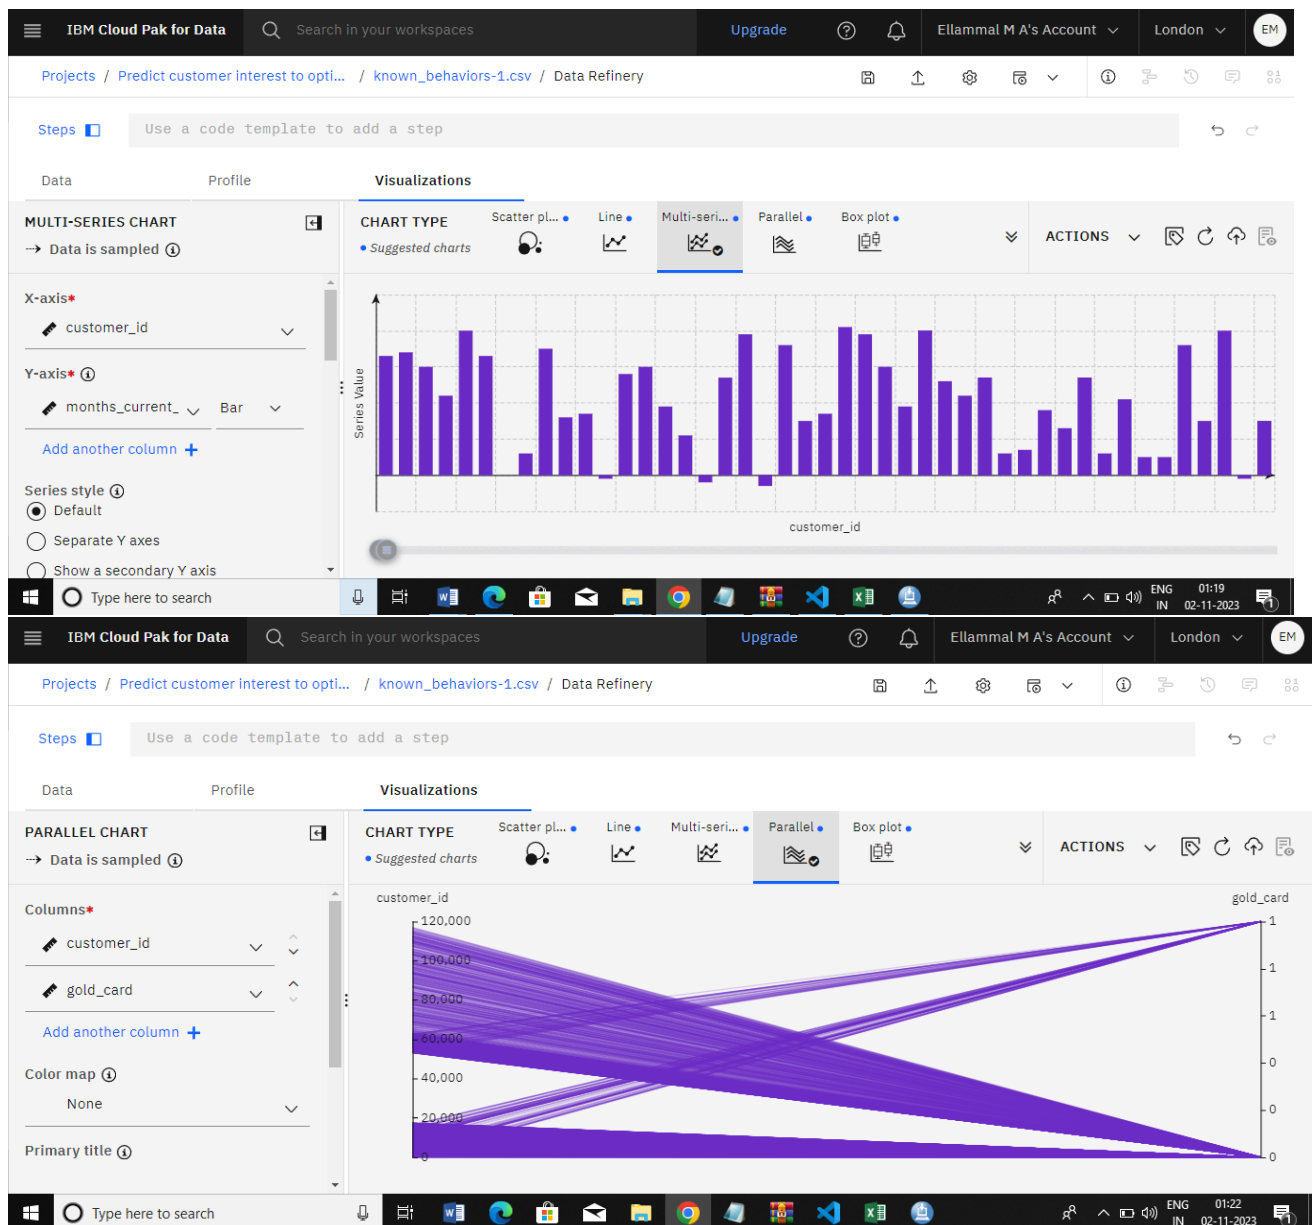 IBM Cloud Pak for Data
Search in your workspaces
Upgrade
Ellammal M A's Account
London
EM
Projects / Predict customer interest to opti... / known_behaviors-1.csv / Data Refinery
Steps
Use a code template to add a step
Data
Profile
Visualizations
MULTI-SERIES CHART
Data is sampled
CHART TYPE
Suggested charts
Scatter pl...
Line
Multi-seri...
Parallel
Box plot
ACTIONS
X-axis*
customer_id
Y-axis*
months_current_
Bar
Add another column +
Series style
Default
Separate Y axes
Show a secondary Y axis
Series Value
customer_id
Type here to search
ENG
IN
01:19
02-11-2023
1
IBM Cloud Pak for Data
Search in your workspaces
Upgrade
Ellammal M A's Account
London
EM
Projects / Predict customer interest to opti... / known_behaviors-1.csv / Data Refinery
Steps
Use a code template to add a step
Data
Profile
Visualizations
PARALLEL CHART
Data is sampled
CHART TYPE
Suggested charts
Scatter pl...
Line
Multi-seri...
Parallel
Box plot
ACTIONS
Columns*
customer_id
gold_card
Add another column +
Color map
None
Primary title
customer_id
120,000
100,000
80,000
60,000
40,000
20,000
0
gold_card
1
1
1
0
0
0
Type here to search
ENG
IN
01:22
02-11-2023
1